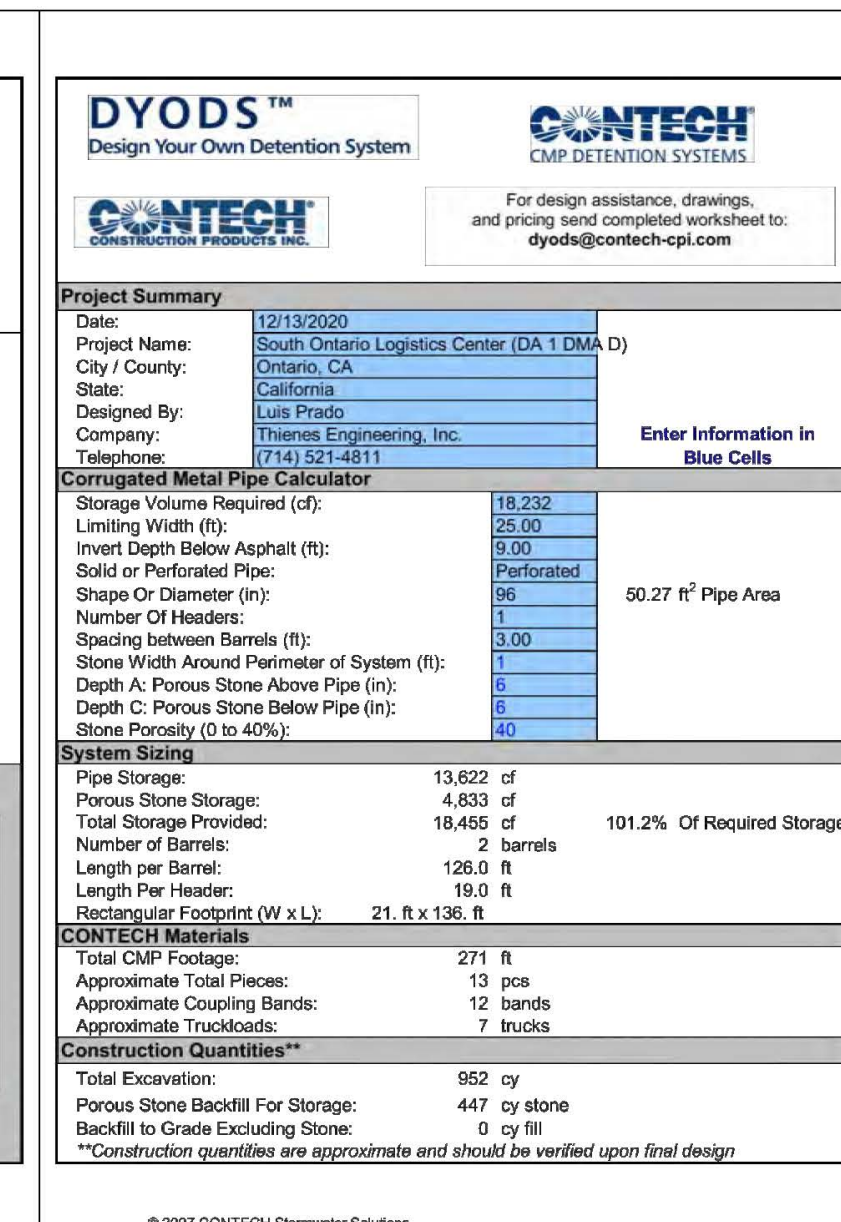 DYODS™
Design Your Own Detention System
CONTECH®
CMP DETENTION SYSTEMS
CONTECH®
CONSTRUCTION PRODUCTS INC.
For design assistance, drawings,
and pricing send completed worksheet to:
dyods@contech-cpi.com
Project Summary
Date: 12/13/2020
Project Name: South Ontario Logistics Center (DA 1 DMA D)
City / County: Ontario, CA
State: California
Designed By: Luis Prado
Company: Thienes Engineering, Inc. Enter Information in
Telephone: (714) 521-4811 Blue Cells
Corrugated Metal Pipe Calculator
Storage Volume Required (cf): 18,232
Limiting Width (ft): 25.00
Invert Depth Below Asphalt (ft): 9.00
Solid or Perforated Pipe: Perforated
Shape Or Diameter (in): 96 50.27 ft² Pipe Area
Number Of Headers: 1
Spacing between Barrels (ft): 3.00
Stone Width Around Perimeter of System (ft): 1
Depth A: Porous Stone Above Pipe (in): 6
Depth C: Porous Stone Below Pipe (in): 6
Stone Porosity (0 to 40%): 40
System Sizing
Pipe Storage: 13,622 cf
Porous Stone Storage: 4,833 cf
Total Storage Provided: 18,455 cf 101.2% Of Required Storage
Number of Barrels: 2 barrels
Length per Barrel: 126.0 ft
Length Per Header: 19.0 ft
Rectangular Footprint (W x L): 21. ft x 136. ft
CONTECH Materials
Total CMP Footage: 271 ft
Approximate Total Pieces: 13 pcs
Approximate Coupling Bands: 12 bands
Approximate Truckloads: 7 trucks
Construction Quantities**
Total Excavation: 952 cy
Porous Stone Backfill For Storage: 447 cy stone
Backfill to Grade Excluding Stone: 0 cy fill
**Construction quantities are approximate and should be verified upon final design
© 2007 CONTECH Stormwater Solutions